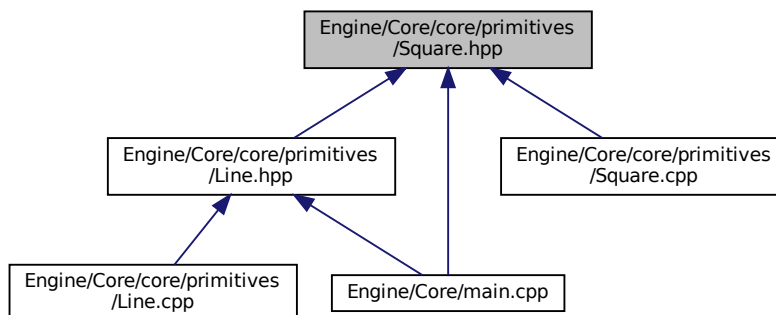 Engine/Core/core/primitives
/Square.hpp
Engine/Core/core/primitives
/Line.hpp
Engine/Core/core/primitives
/Square.cpp
Engine/Core/core/primitives
/Line.cpp
Engine/Core/main.cpp